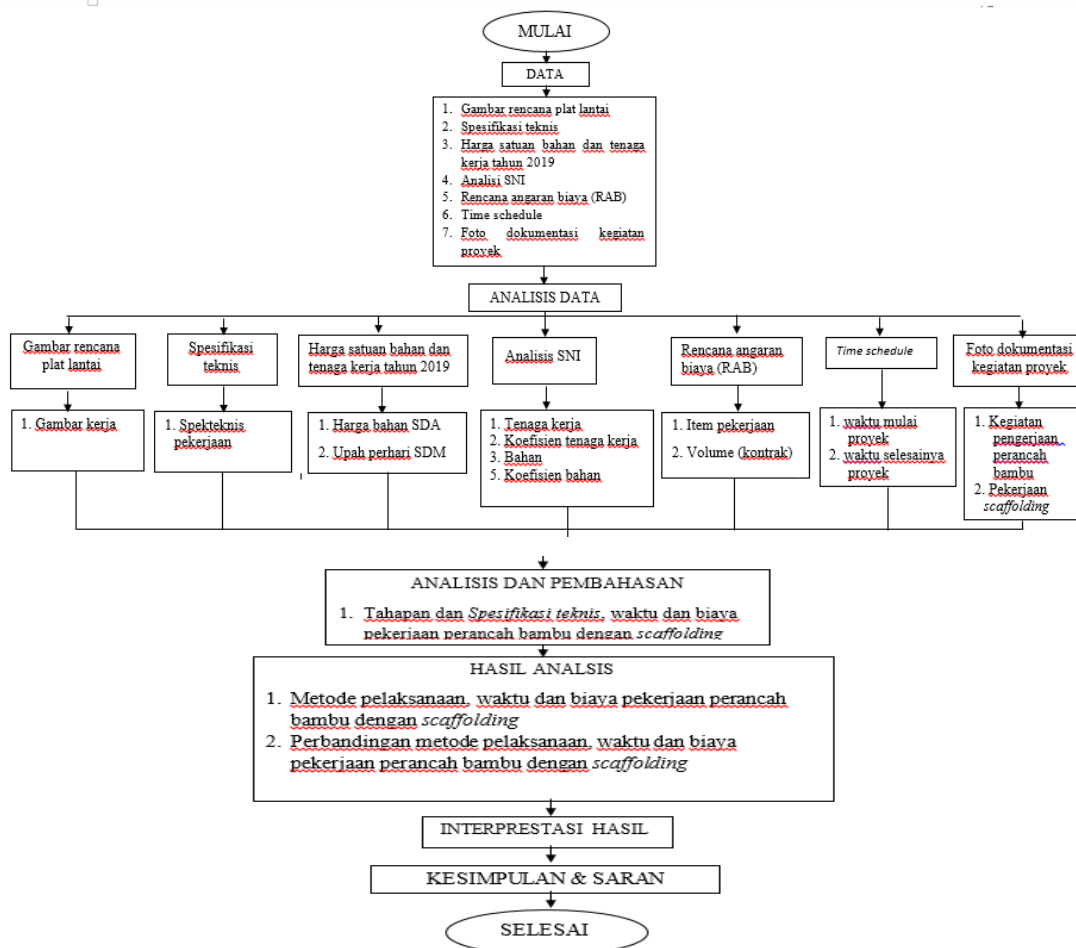 MULAI
DATA
1. Gambar rencana plat lantai
2. Spesifikasi teknis
3. Harga satuan bahan dan tenaga
kerja tahun 2019
4. Analisi SNI
5. Rencana angaran biaya (RAB)
6. Time schedule
7. Foto dokumentasi kegiatan
proyek
ANALISIS DATA
Gambar rencana
plat lantai
1. Gambar kerja
Spesifikasi
teknis
1. Spekteknis
pekerjaan
Harga satuan bahan dan
tenaga kerja tahun 2019
1. Harga bahan SDA
2. Upah perhari SDM
Analisis SNI
1. Tenaga kerja
2. Koefisien tenaga kerja
3. Bahan
5. Koefisien bahan
Rencana angaran
biaya (RAB)
1. Item pekerjaan
2. Volume (kontrak)
Time schedule
1. waktu mulai
proyek
2. waktu selesainya
proyek
Foto dokumentasi
kegiatan proyek
1. Kegiatan
pengerjaan
perancah
bambu
2. Pekerjaan
scaffolding
ANALISIS DAN PEMBAHASAN
1. Tahapan dan Spesifikasi teknis, waktu dan biaya
pekerjaan perancah bambu dengan scaffolding
HASIL ANALSIS
1. Metode pelaksanaan, waktu dan biaya pekerjaan perancah
bambu dengan scaffolding
2. Perbandingan metode pelaksanaan, waktu dan biaya
pekerjaan perancah bambu dengan scaffolding
INTERPRESTASI HASIL
KESIMPULAN & SARAN
SELESAI